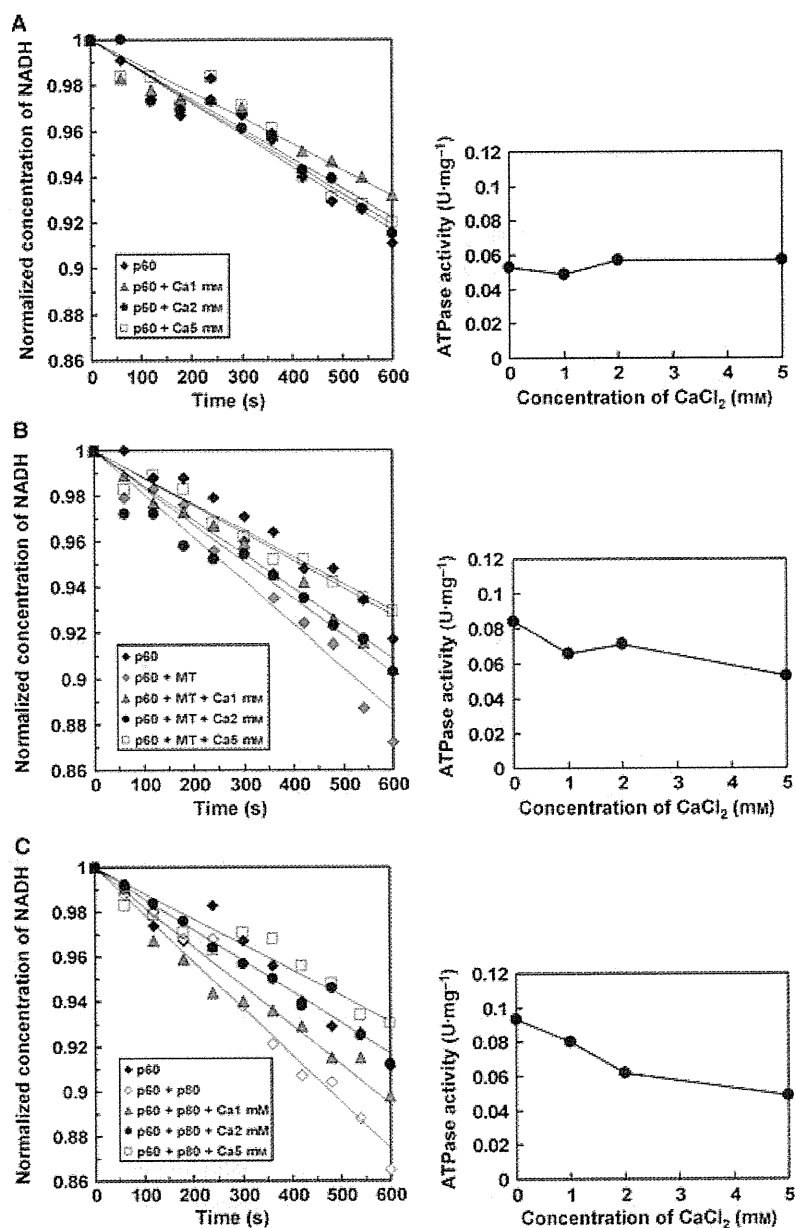 A
Normalized concentration of NADH
1
0.98
0.96
0.94
0.92
0.9
0.88
0.86
p60
p60 + Ca1 mM
p60 + Ca2 mM
p60 + Ca5 mM
0 100 200 300 400 500 600
Time (s)
ATPase activity (U·mg⁻¹)
0.12
0.1
0.08
0.06
0.04
0.02
0
0 1 2 3 4 5
Concentration of CaCl₂ (mM)
B
Normalized concentration of NADH
1
0.98
0.96
0.94
0.92
0.9
0.88
0.86
p60
p60 + MT
p60 + MT + Ca1 mM
p60 + MT + Ca2 mM
p60 + MT + Ca5 mM
0 100 200 300 400 500 600
Time (s)
ATPase activity (U·mg⁻¹)
0.12
0.1
0.08
0.06
0.04
0.02
0
0 1 2 3 4 5
Concentration of CaCl₂ (mM)
C
Normalized concentration of NADH
1
0.98
0.96
0.94
0.92
0.9
0.88
0.86
p60
p60 + p80
p60 + p80 + Ca1 mM
p60 + p80 + Ca2 mM
p60 + p80 + Ca5 mM
0 100 200 300 400 500 600
Time (s)
ATPase activity (U·mg⁻¹)
0.12
0.1
0.08
0.06
0.04
0.02
0
0 1 2 3 4 5
Concentration of CaCl₂ (mM)